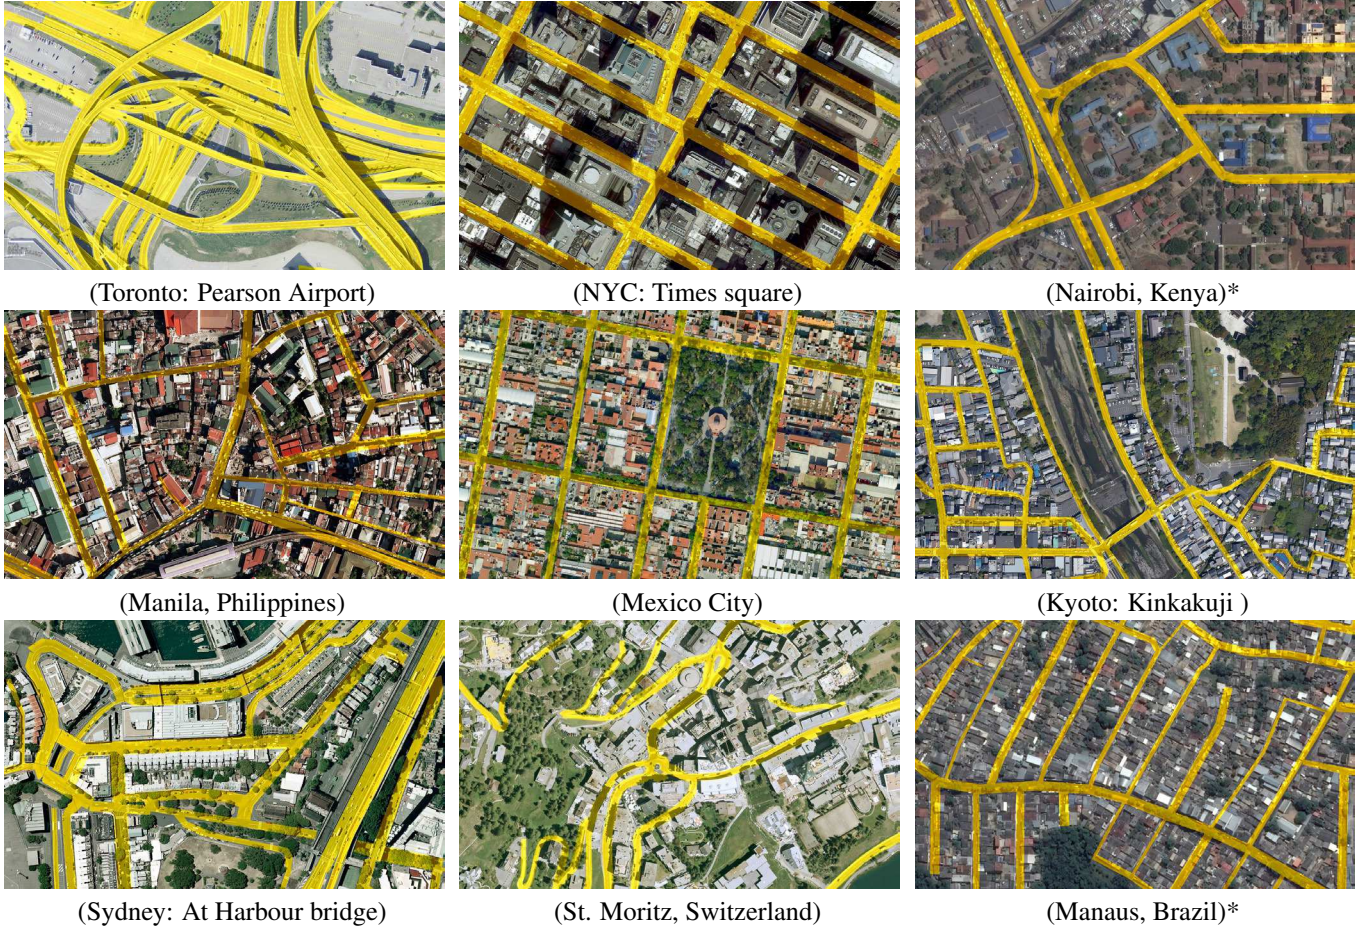 (Toronto: Pearson Airport)
(NYC: Times square)
(Nairobi, Kenya)*
(Manila, Philippines)
(Mexico City)
(Kyoto: Kinkakuji )
(Sydney: At Harbour bridge)
(St. Moritz, Switzerland)
(Manaus, Brazil)*